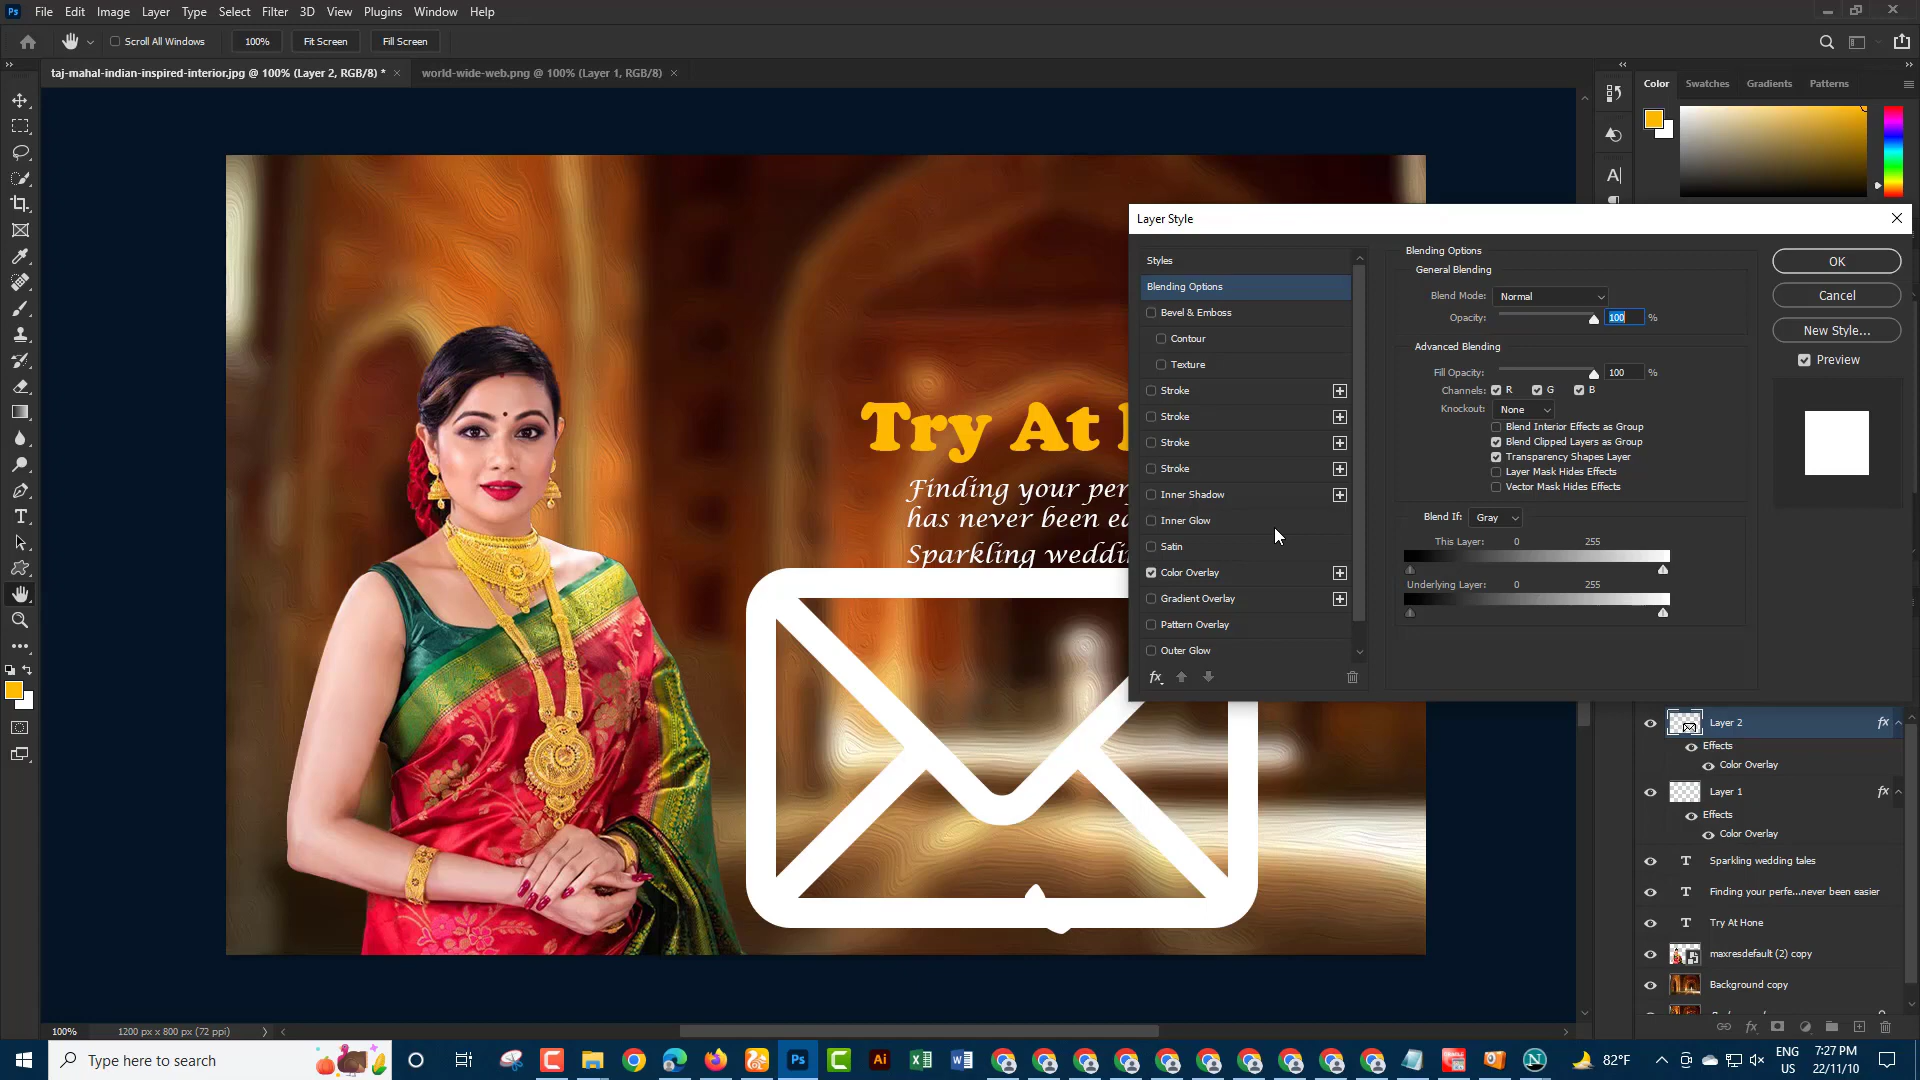 Ps File Edit Image Layer Type Select Filter 3D View Plugins Window Help
Scroll All Windows 100% Fit Screen Fill Screen
taj-mahal-indian-inspired-interior.jpg @ 100% (Layer 2, RGB/8) * × world-wide-web.png @ 100% (Layer 1, RGB/8) ×
Color Swatches Gradients Patterns
Layer Style
Styles
Blending Options
Bevel & Emboss
Contour
Texture
Stroke
Stroke
Stroke
Stroke
Inner Shadow
Inner Glow
Satin
Color Overlay
Gradient Overlay
Pattern Overlay
Outer Glow
fx
Blending Options
General Blending
Blend Mode: Normal
Opacity: 100 %
Advanced Blending
Fill Opacity: 100 %
Channels: R G B
Knockout: None
Blend Interior Effects as Group
Blend Clipped Layers as Group
Transparency Shapes Layer
Layer Mask Hides Effects
Vector Mask Hides Effects
Blend If: Gray
This Layer: 0 255
Underlying Layer: 0 255
OK
Cancel
New Style...
Preview
Try At
Finding your per
has never been ea
Sparkling weddin
Layer 2 fx
Effects
Color Overlay
Layer 1 fx
Effects
Color Overlay
T Sparkling wedding tales
T Finding your perfe...never been easier
T Try At Hone
maxresdefault (2) copy
Background copy
100% 1200 px x 800 px (72 ppi)
Type here to search
Ps
Ai
82°F
ENG
US
7:27 PM
22/11/10